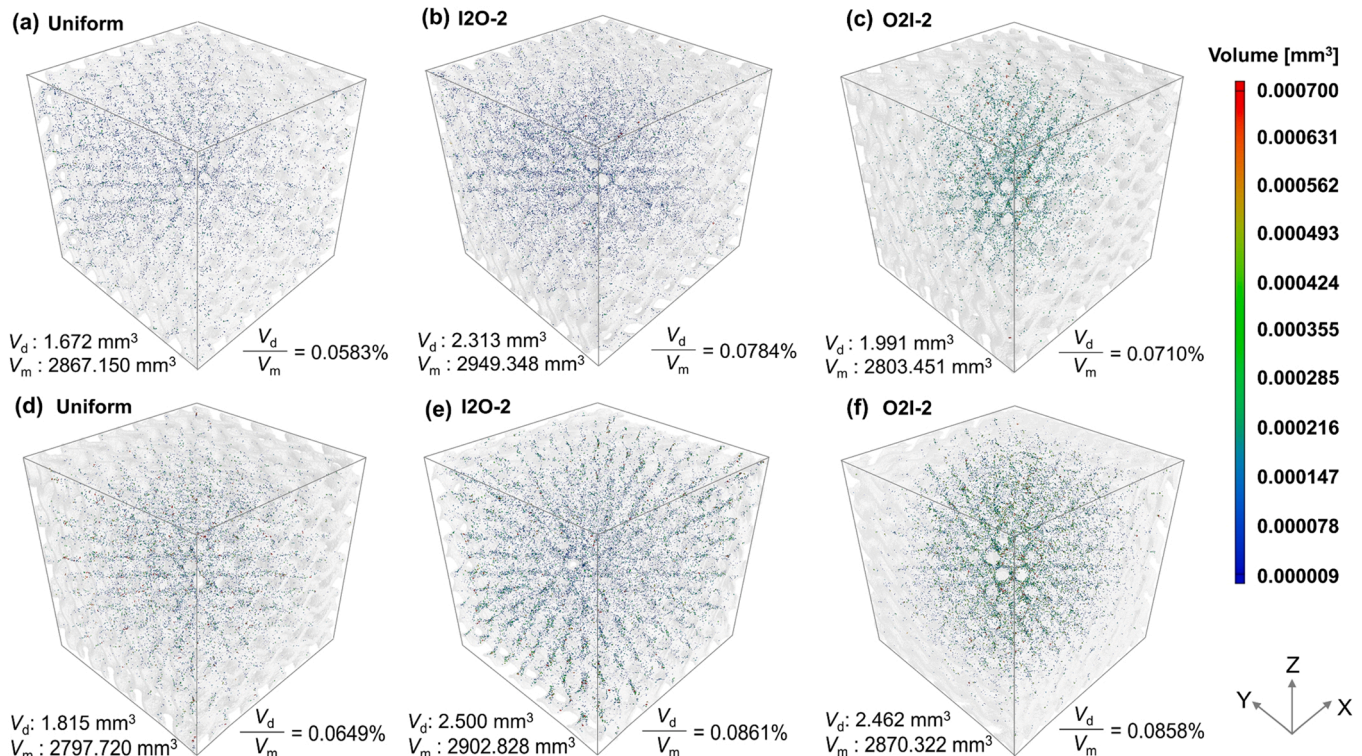 (a) Uniform
(b) I2O-2
(c) O2I-2
Volume [mm³]
0.000700
0.000631
0.000562
0.000493
0.000424
0.000355
0.000285
0.000216
0.000147
0.000078
0.000009
Vd: 1.672 mm³
Vm : 2867.150 mm³
Vd
Vm
= 0.0583%
Vd : 2.313 mm³
Vm : 2949.348 mm³
Vd
Vm
= 0.0784%
Vd : 1.991 mm³
Vm : 2803.451 mm³
Vd
Vm
= 0.0710%
(d) Uniform
(e) I2O-2
(f) O2I-2
Vd: 1.815 mm³
Vm : 2797.720 mm³
Vd
Vm
= 0.0649%
Vd: 2.500 mm³
Vm : 2902.828 mm³
Vd
Vm
= 0.0861%
Vd: 2.462 mm³
Vm : 2870.322 mm³
Vd
Vm
= 0.0858%
Z
Y
X